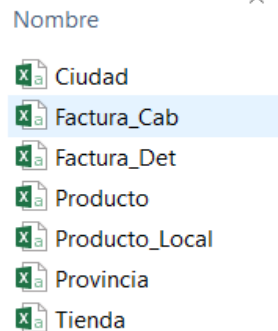 Nombre
Ciudad
Factura_Cab
Factura_Det
Producto
Producto_Local
Provincia
Tienda